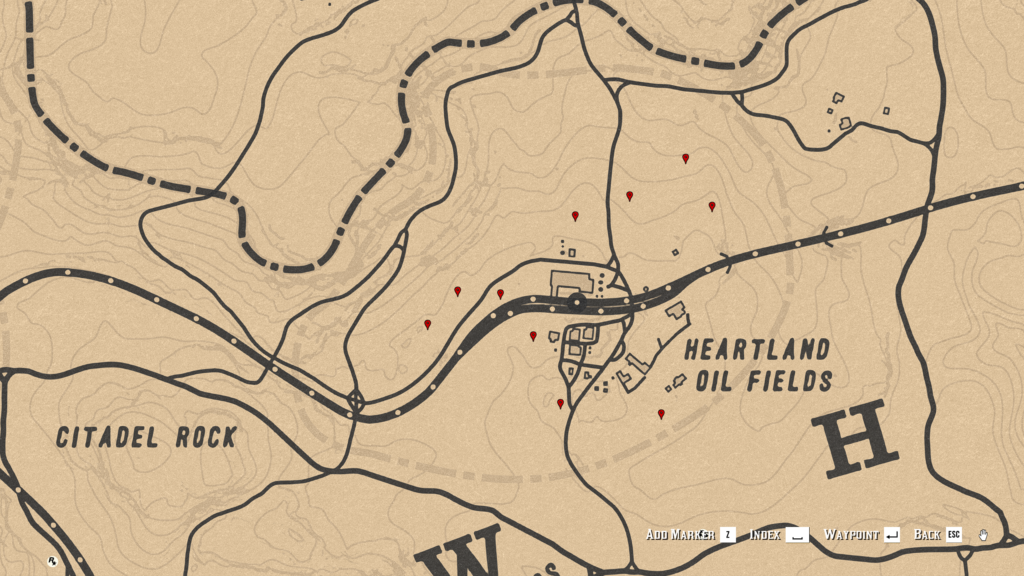 HEARTLAND
OIL FIELDS
CITADEL ROCK
H
W
ADD MARKER Z INDEX WAYPOINT BACK ESC